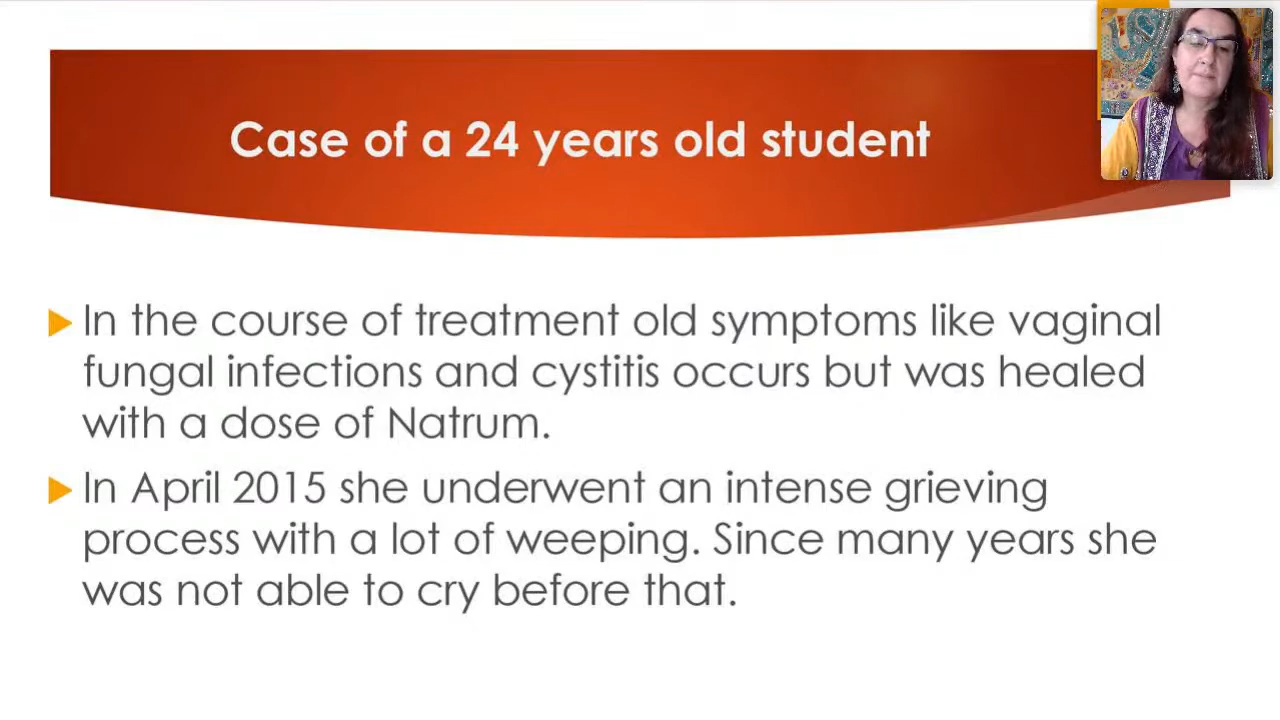 Case of a 24 years old student
In the course of treatment old symptoms like vaginal
fungal infections and cystitis occurs but was healed
with a dose of Natrum.
In April 2015 she underwent an intense grieving
process with a lot of weeping. Since many years she
was not able to cry before that.